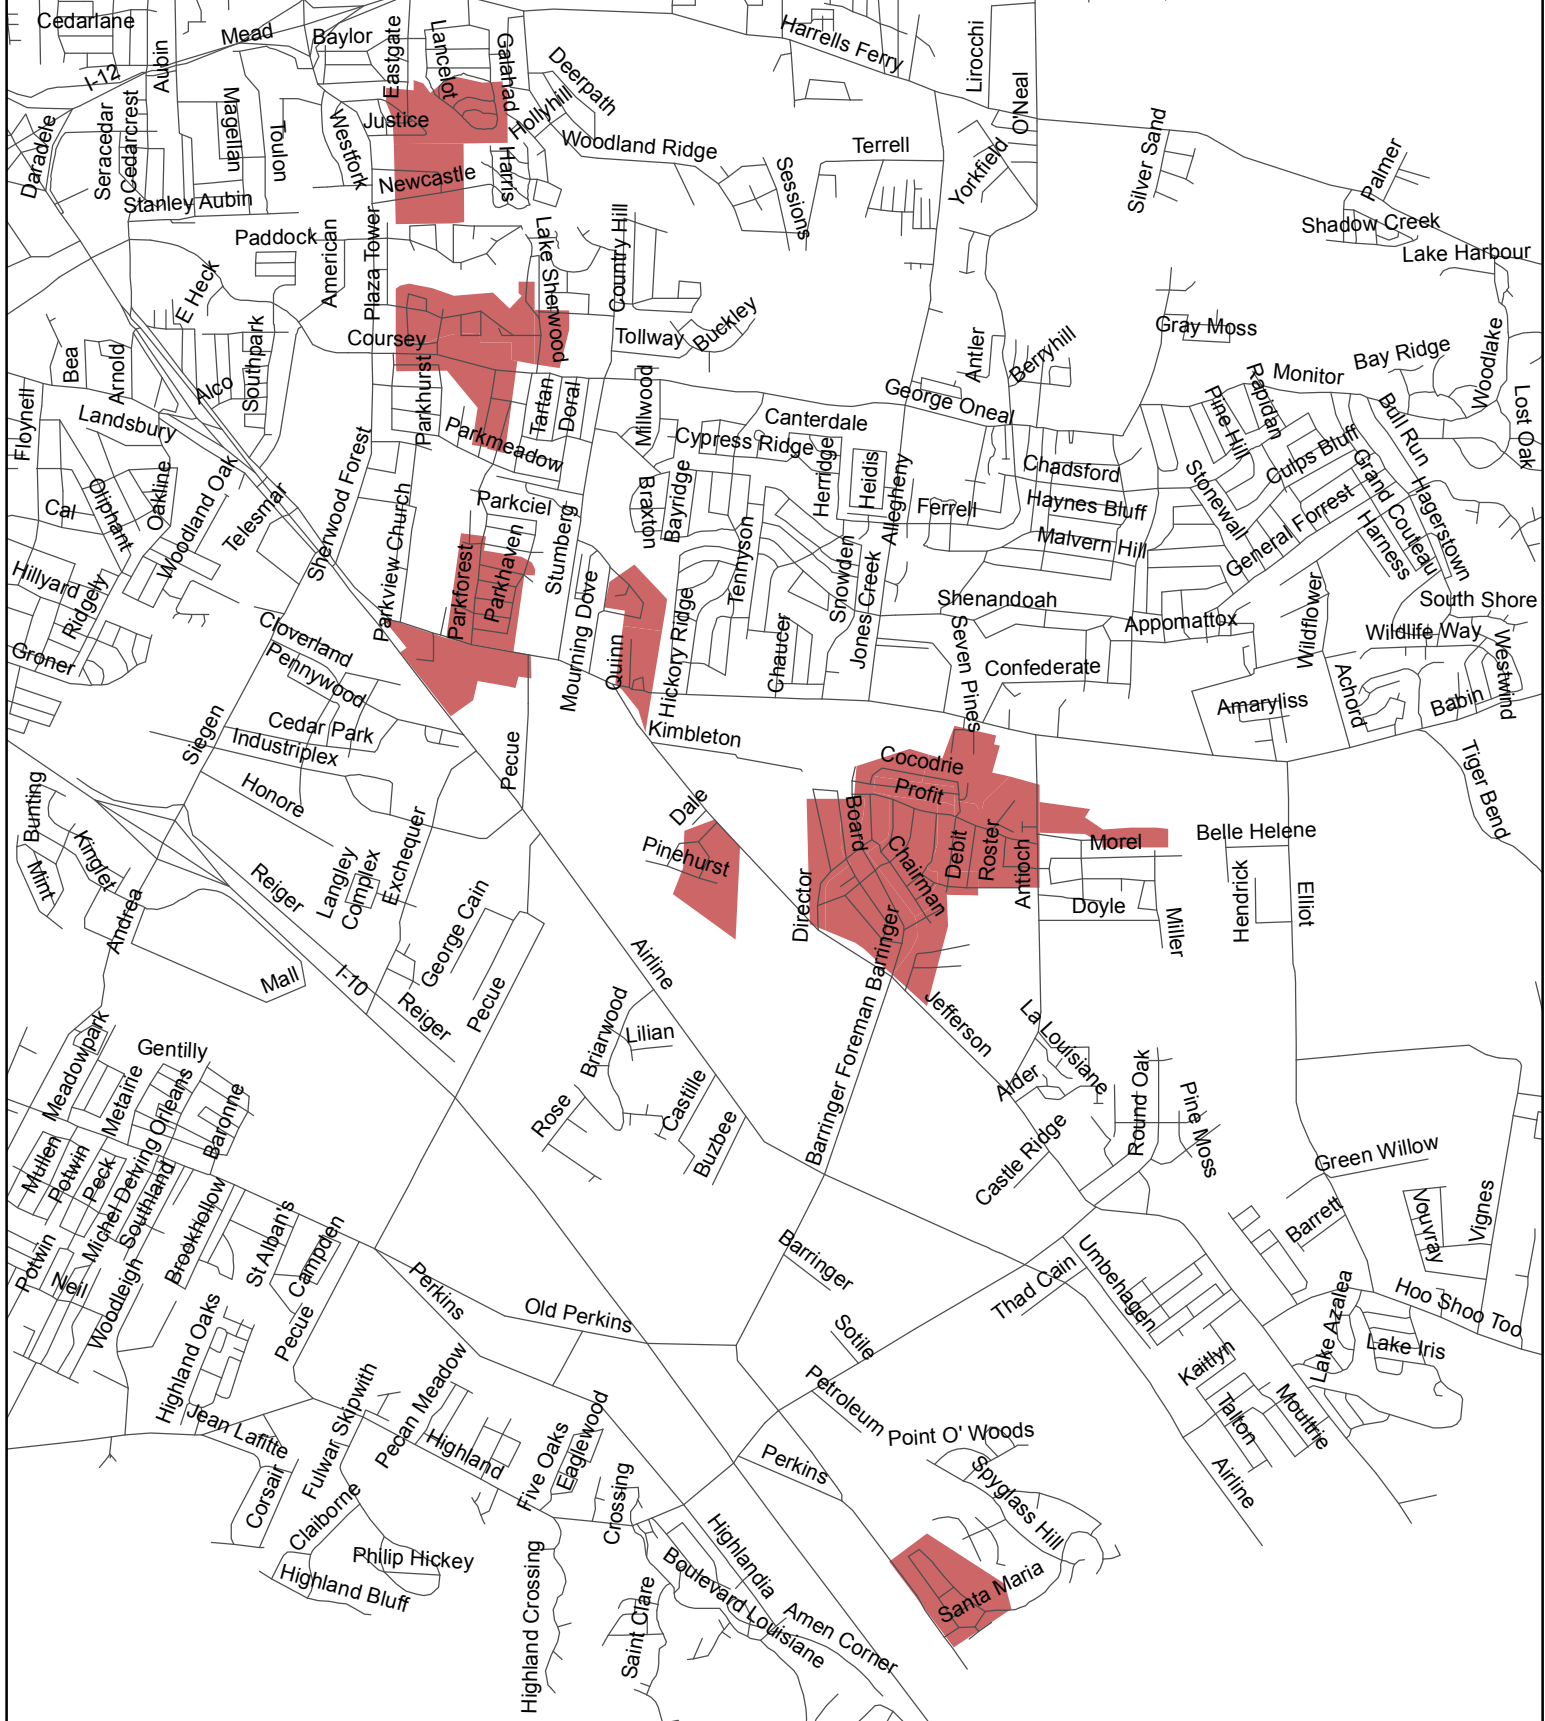 Cedarlane
Mead
Baylor
Eastgate
Lancelot
Galahad
Deerpath
Harrells Ferry
Lirocchi
O'Neal
I-12
Aubin
Daradele
Seracedar
Cedarcrest
Magellan
Toulon
Westfork
Justice
Hollyhill
Harris
Woodland Ridge
Terrell
Sessions
Yorkfield
Silver Sand
Palmer
Newcastle
Stanley Aubin
Shadow Creek
Lake Harbour
Paddock
American
Plaza Tower
Lake Sherwood
Country Hill
E Heck
Southpark
Coursey
Tollway
Buckley
Antler
Berryhill
Gray Moss
Bay Ridge
Woodlake
Bea
Arnold
Alco
Parkhurst
Tartan
Doral
Millwood
George Oneal
Monitor
Rapidan
Pine Hill
Bull Run
Lost Oak
Floynell
Landsbury
Parkmeadow
Canterdale
Cypress Ridge
Culps Bluff
Grand Couteau
Hagerstown
Oliphant
Oakline
Woodland Oak
Telesmar
Sherwood Forest
Parkview Church
Parkciel
Stumberg
Braxton
Bayridge
Herridge
Heidis
Allegheny
Chadsford
Haynes Bluff
Stonewall
General Forrest
Harness
Cal
Ferrell
Malvern Hill
Hillyard
Ridgely
Groner
Parkforest
Parkhaven
Mourning Dove
Quinn
Hickory Ridge
Tennyson
Chaucer
Snowden
Jones Creek
Shenandoah
Seven Pines
Appomattox
Confederate
Wildflower
South Shore
Wildlife Way
Westwind
Achord
Babin
Amaryliss
Cloverland
Pennywood
Cedar Park
Industriplex
Siegen
Honore
Pecue
Kimbleton
Cocodrie
Profit
Board
Chairman
Debit
Roster
Antioch
Morel
Belle Helene
Tiger Bend
Bunting
Mint
Kinglet
Andrea
Reiger
Langley
Complex
Exchequer
George Cain
Dale
Pinehurst
Director
Doyle
Miller
Hendrick
Elliot
Mall
I-10
Reiger
Pecue
Airline
Barringer Foreman Barringer
Jefferson
La Louisiane
Meadowpark
Gentilly
Metaine
Orleans
Baronne
Briarwood
Lilian
Rose
Castille
Buzbee
Alder
Round Oak
Pine Moss
Castle Ridge
Green Willow
Mullen
Potwin
Peck
Michel Delving
Southland
Brookhollow
St Alban's
Campden
Barrett
Vouvray
Vignes
Potwin
Neil
Woodleigh
Highland Oaks
Pecue
Perkins
Old Perkins
Barringer
Sotile
Thad Cain
Umbehagen
Lake Azalea
Hoo Shoo Too
Lake Iris
Jean Lafitte
Fulwar Skipwith
Pecan Meadow
Highland
Petroleum
Point O' Woods
Kaitlyn
Talton
Moultrie
Corsair
Claiborne
Philip Hickey
Highland Bluff
Five Oaks
Eaglewood
Crossing
Perkins
Spyglass Hill
Airline
Highlandia
Boulevard Louisiane
Highland Crossing
Saint Clare
Amen Corner
Santa Maria